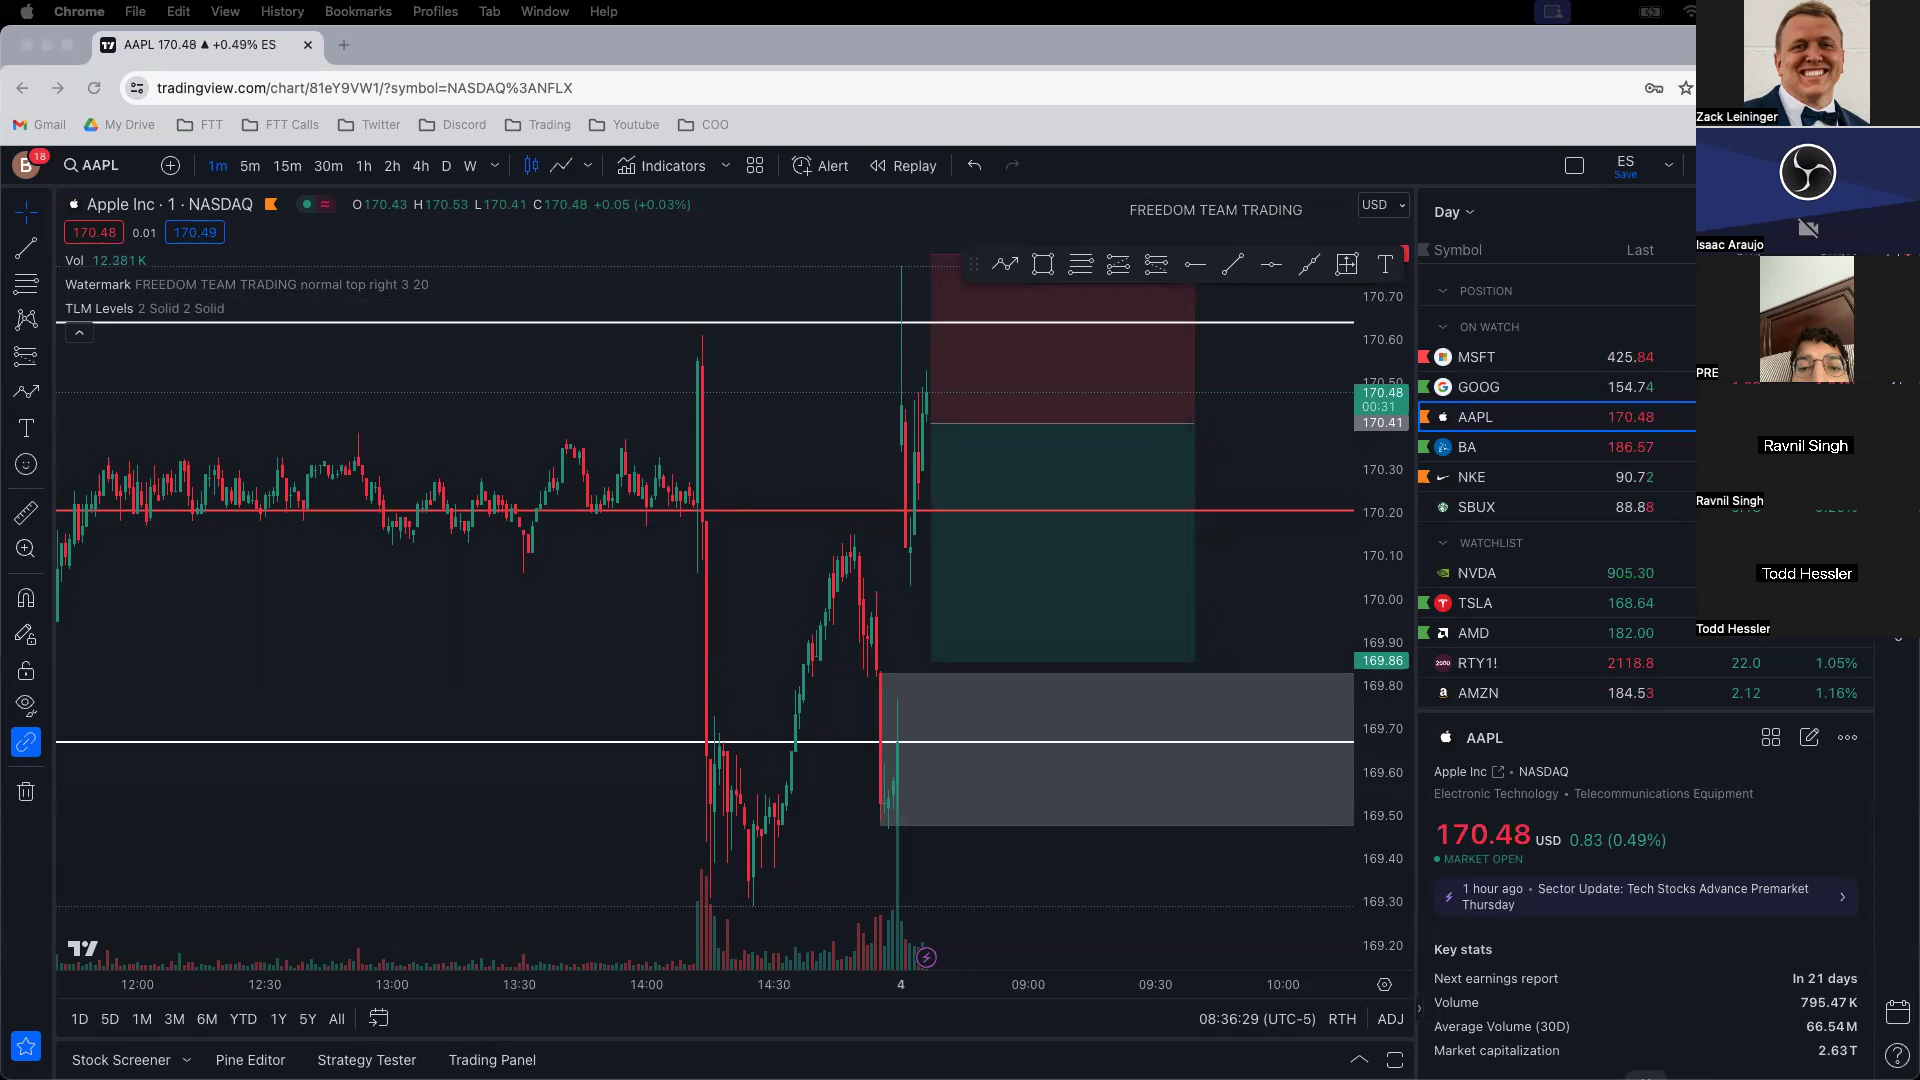 Chrome File Edit View History Bookmarks Profiles Tab Window Help
AAPL 170.48 ▲ +0.49% ES
tradingview.com/chart/81eY9VW1/?symbol=NASDAQ%3ANFLX
Gmail My Drive FTT FTT Calls Twitter Discord Trading Youtube COO
B 18 AAPL 1m 5m 15m 30m 1h 2h 4h D W Indicators Alert Replay ES
Save
Apple Inc · 1 · NASDAQ O170.43 H170.53 L170.41 C170.48 +0.05 (+0.03%)
FREEDOM TEAM TRADING
USD
170.48 0.01 170.49
Vol 12.381K
Watermark FREEDOM TEAM TRADING normal top right 3 20
TLM Levels 2 Solid 2 Solid
170.70
170.60
170.50
170.48
00:31
170.41
170.30
170.20
170.10
170.00
169.90
169.86
169.80
169.70
169.60
169.50
169.40
169.30
169.20
12:00 12:30 13:00 13:30 14:00 14:30 4 09:00 09:30 10:00
1D 5D 1M 3M 6M YTD 1Y 5Y All
08:36:29 (UTC-5) RTH ADJ
Stock Screener Pine Editor Strategy Tester Trading Panel
Day
Symbol Last
POSITION
ON WATCH
MSFT 425.84
GOOG 154.74
AAPL 170.48
BA 186.57
NKE 90.72
SBUX 88.88
WATCHLIST
NVDA 905.30
TSLA 168.64
AMD 182.00
RTY1! 2118.8 22.0 1.05%
AMZN 184.53 2.12 1.16%
AAPL
Apple Inc • NASDAQ
Electronic Technology • Telecommunications Equipment
170.48 USD 0.83 (0.49%)
MARKET OPEN
1 hour ago • Sector Update: Tech Stocks Advance Premarket
Thursday
Key stats
Next earnings report In 21 days
Volume 795.47K
Average Volume (30D) 66.54M
Market capitalization 2.63T
Zack Leininger
Isaac Araujo
PRE
Ravnil Singh
Ravnil Singh
Todd Hessler
Todd Hessler